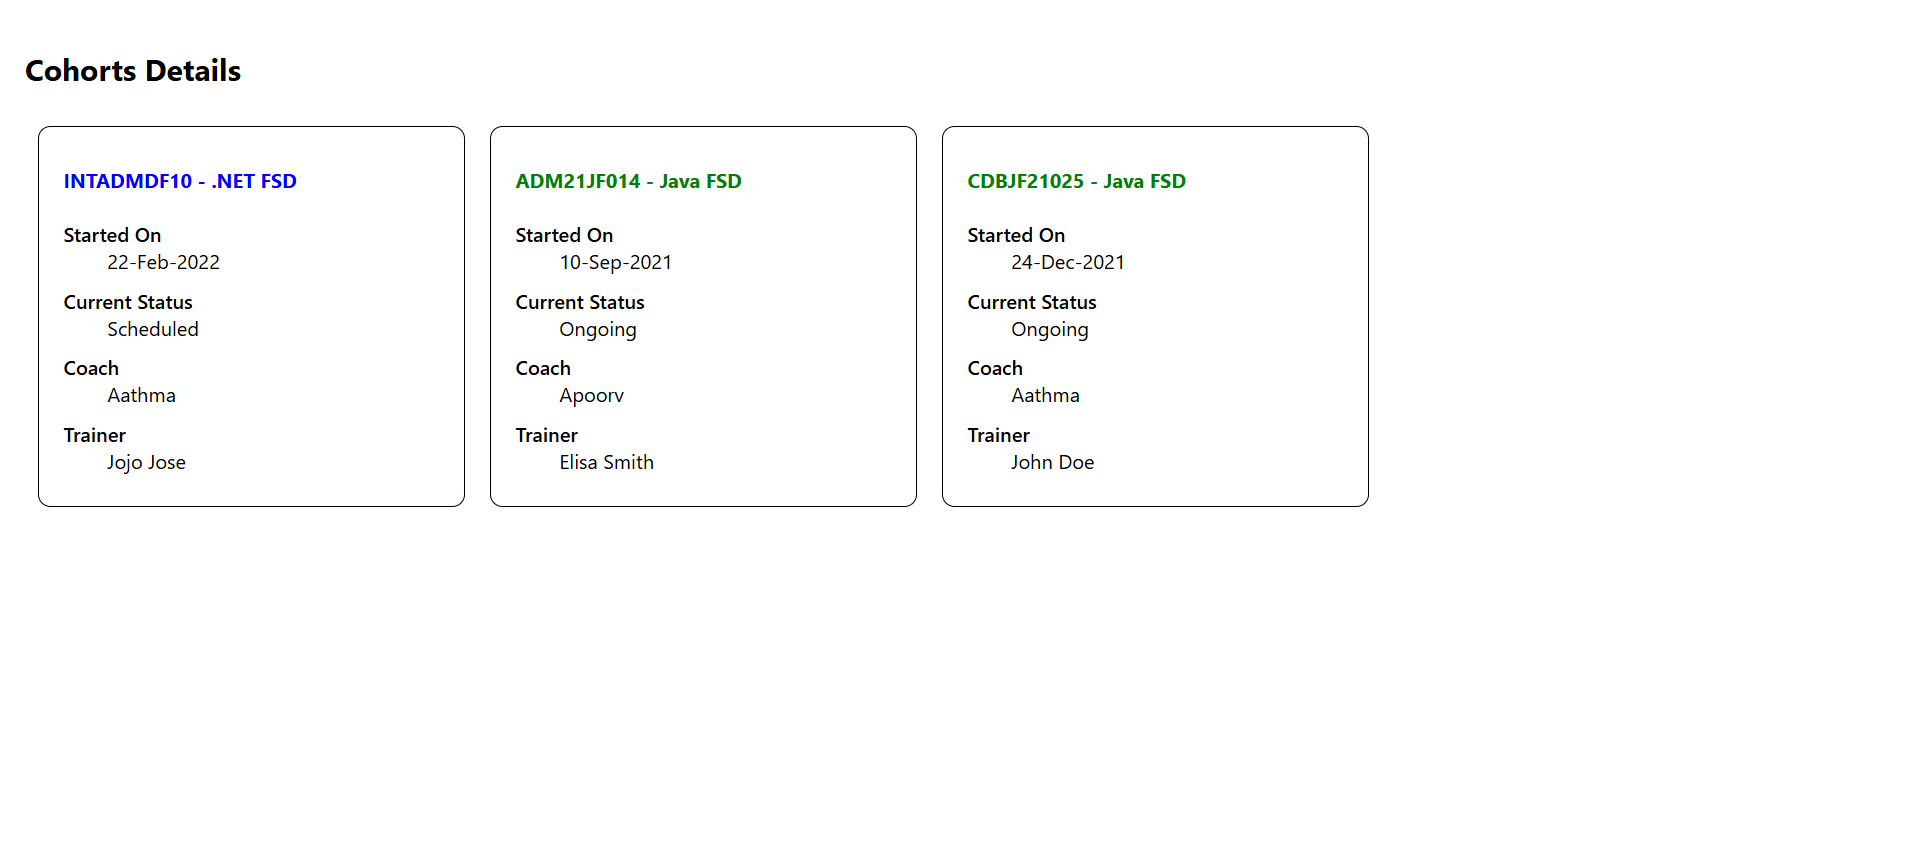 Cohorts Details
INTADMDF10 - .NET FSD
Started On
22-Feb-2022
Current Status
Scheduled
Coach
Aathma
Trainer
Jojo Jose
ADM21JF014 - Java FSD
Started On
10-Sep-2021
Current Status
Ongoing
Coach
Apoorv
Trainer
Elisa Smith
CDBJF21025 - Java FSD
Started On
24-Dec-2021
Current Status
Ongoing
Coach
Aathma
Trainer
John Doe